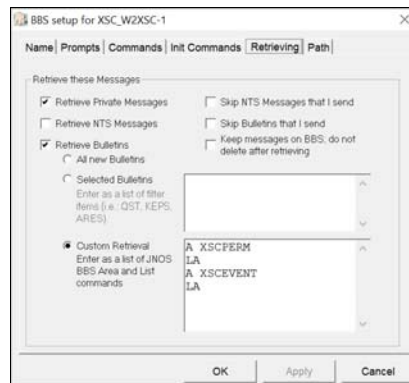 BBS setup for XSC_W2XSC-1
Name Prompts Commands Init Commands Retrieving Path
Retrieve these Messages
Retrieve Private Messages
Skip NTS Messages that I send
Retrieve NTS Messages
Skip Bulletins that I send
Retrieve Bulletins
Keep messages on BBS; do
not delete after retrieving
All new Bulletins
Selected Bulletins
Enter as a list of filter
items (i.e.: QST, KEPS,
ARES)
Custom Retrieval
Enter as a list of JNOS
BBS Area and List
commands
A XSCPERM
LA
A XSCEVENT
LA
OK Apply Cancel